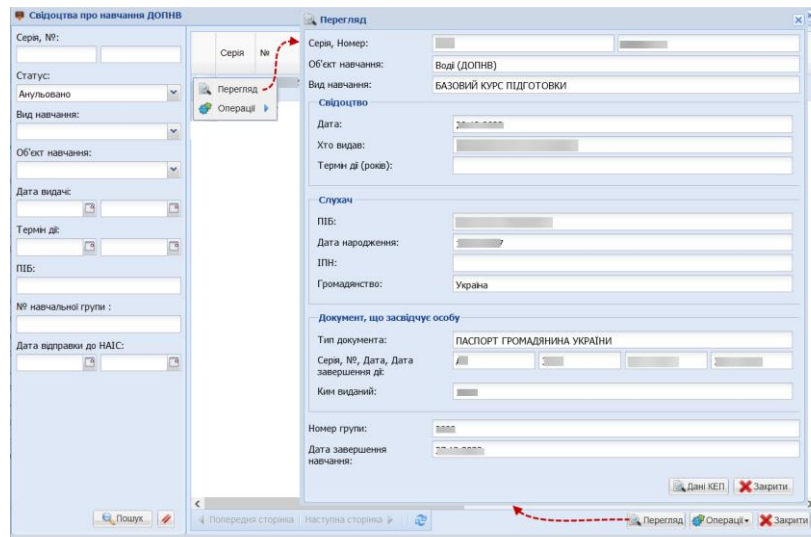 Свідоцтва про навчання ДОПНВ
Серія, №:
Статус:
Анульовано
Вид навчання:
Об'єкт навчання:
Дата видачі:
Термін дії:
ПІБ:
№ навчальної групи :
Дата відправки до НАІС:
Пошук
Серія №
Перегляд
Операції
Перегляд
Серія, Номер:
Об'єкт навчання: Водії (ДОПНВ)
Вид навчання: БАЗОВИЙ КУРС ПІДГОТОВКИ
Свідоцтво
Дата:
Хто видав:
Термін дії (років):
Слухач
ПІБ:
Дата народження:
ІПН:
Громадянство: Україна
Документ, що засвідчує особу
Тип документа: ПАСПОРТ ГРОМАДЯНИНА УКРАЇНИ
Серія, №, Дата, Дата
завершення дії:
Ким виданий:
Номер групи:
Дата завершення
навчання:
Дані КЕП Закрити
Попередня сторінка Наступна сторінка
Перегляд Операції Закрити